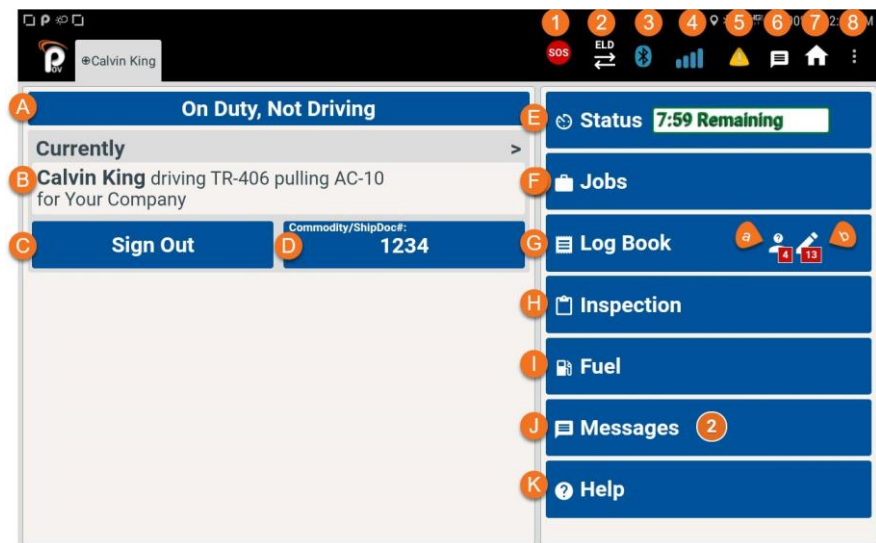 1 2 3 4 5 6 7 8
P
POV
⊕Calvin King
SOS
ELD
A
On Duty, Not Driving
Currently >
B
Calvin King driving TR-406 pulling AC-10
for Your Company
C
Sign Out
D
Commodity/ShipDoc#:
1234
E
Status 7:59 Remaining
F
Jobs
G
Log Book
a
4
13
b
H
Inspection
I
Fuel
J
Messages 2
K
Help